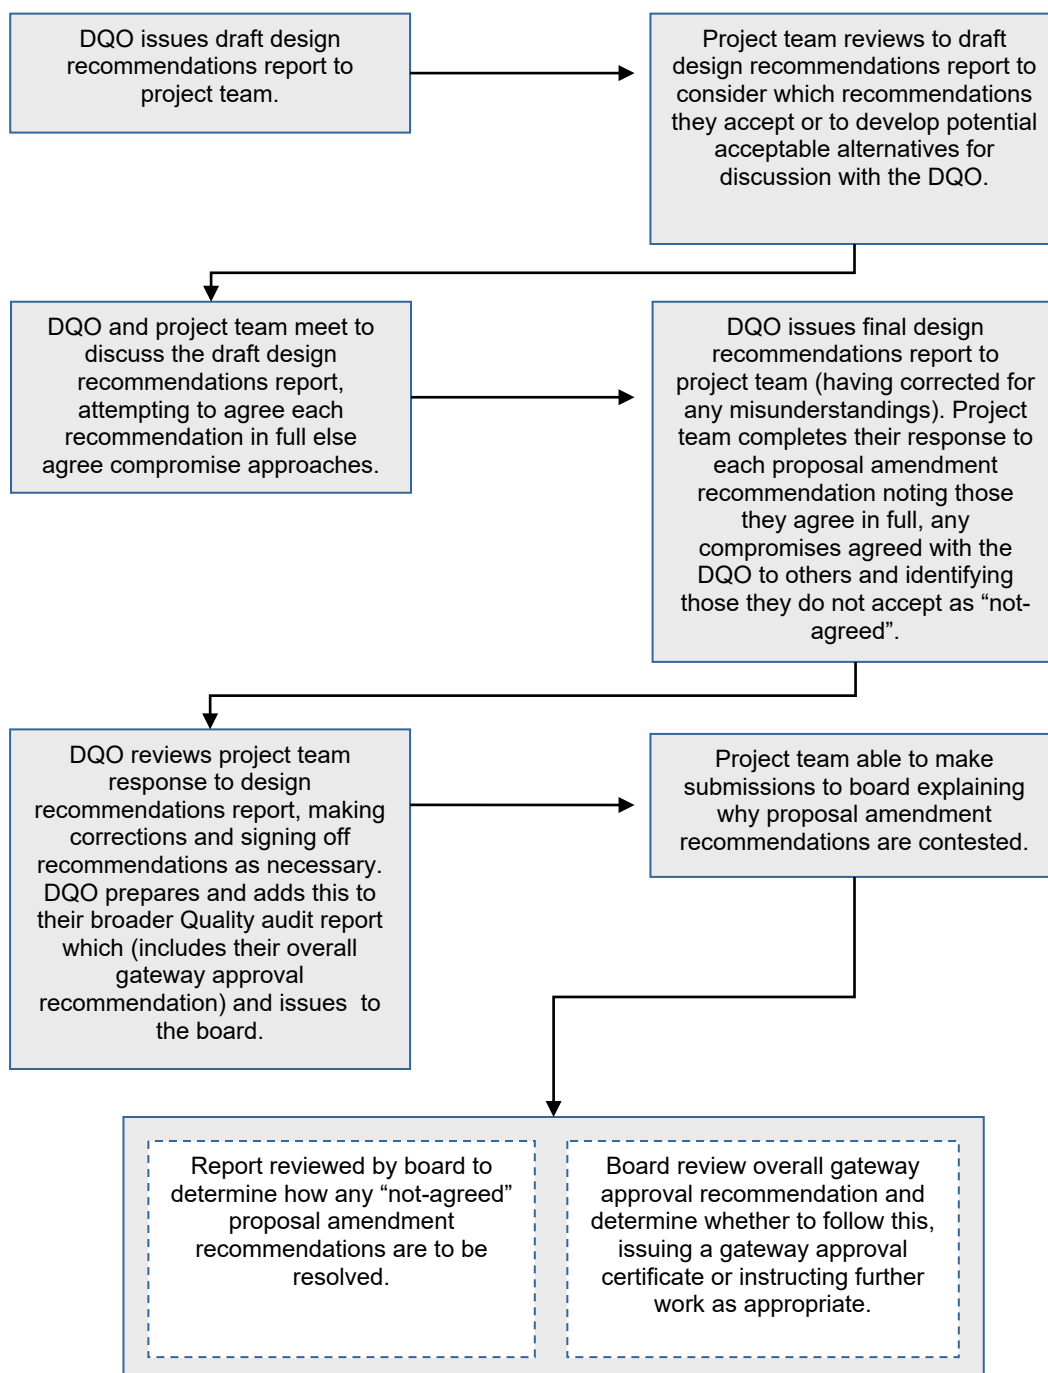 DQO issues draft design
recommendations report to
project team.
Project team reviews to draft
design recommendations report to
consider which recommendations
they accept or to develop potential
acceptable alternatives for
discussion with the DQO.
DQO and project team meet to
discuss the draft design
recommendations report,
attempting to agree each
recommendation in full else
agree compromise approaches.
DQO issues final design
recommendations report to
project team (having corrected for
any misunderstandings). Project
team completes their response to
each proposal amendment
recommendation noting those
they agree in full, any
compromises agreed with the
DQO to others and identifying
those they do not accept as “not-
agreed”.
DQO reviews project team
response to design
recommendations report, making
corrections and signing off
recommendations as necessary.
DQO prepares and adds this to
their broader Quality audit report
which (includes their overall
gateway approval
recommendation) and issues  to
the board.
Project team able to make
submissions to board explaining
why proposal amendment
recommendations are contested.
Report reviewed by board to
determine how any “not-agreed”
proposal amendment
recommendations are to be
resolved.
Board review overall gateway
approval recommendation and
determine whether to follow this,
issuing a gateway approval
certificate or instructing further
work as appropriate.